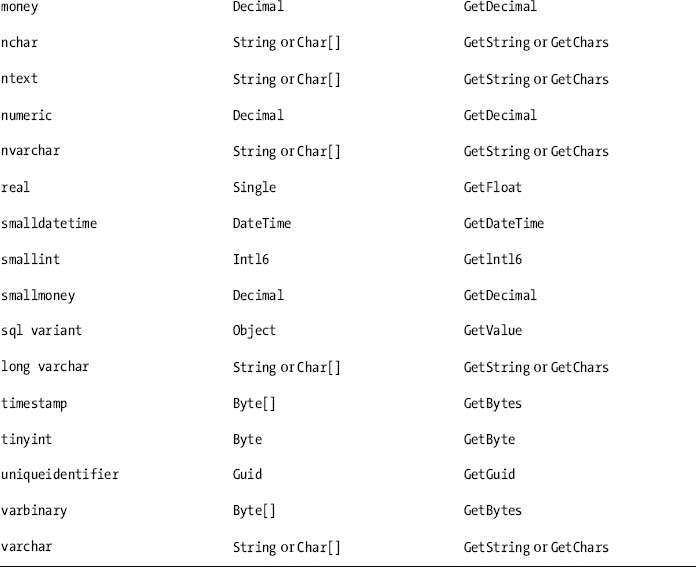 money Decimal GetDecimal
nchar String or Char[] GetString or GetChars
ntext String or Char[] GetString or GetChars
numeric Decimal GetDecimal
nvarchar String or Char[] GetString or GetChars
real Single GetFloat
smalldatetime DateTime GetDateTime
smallint Intl6 GetlntI6
smallmoney Decimal GetDecimal
sql variant Object GetValue
long varchar String or Char[] GetString or GetChars
timestamp Byte[] GetBytes
tinyint Byte GetByte
uniqueidentifier Guid GetGuid
varbinary Byte[] GetBytes
varchar String or Char[] GetString or GetChars